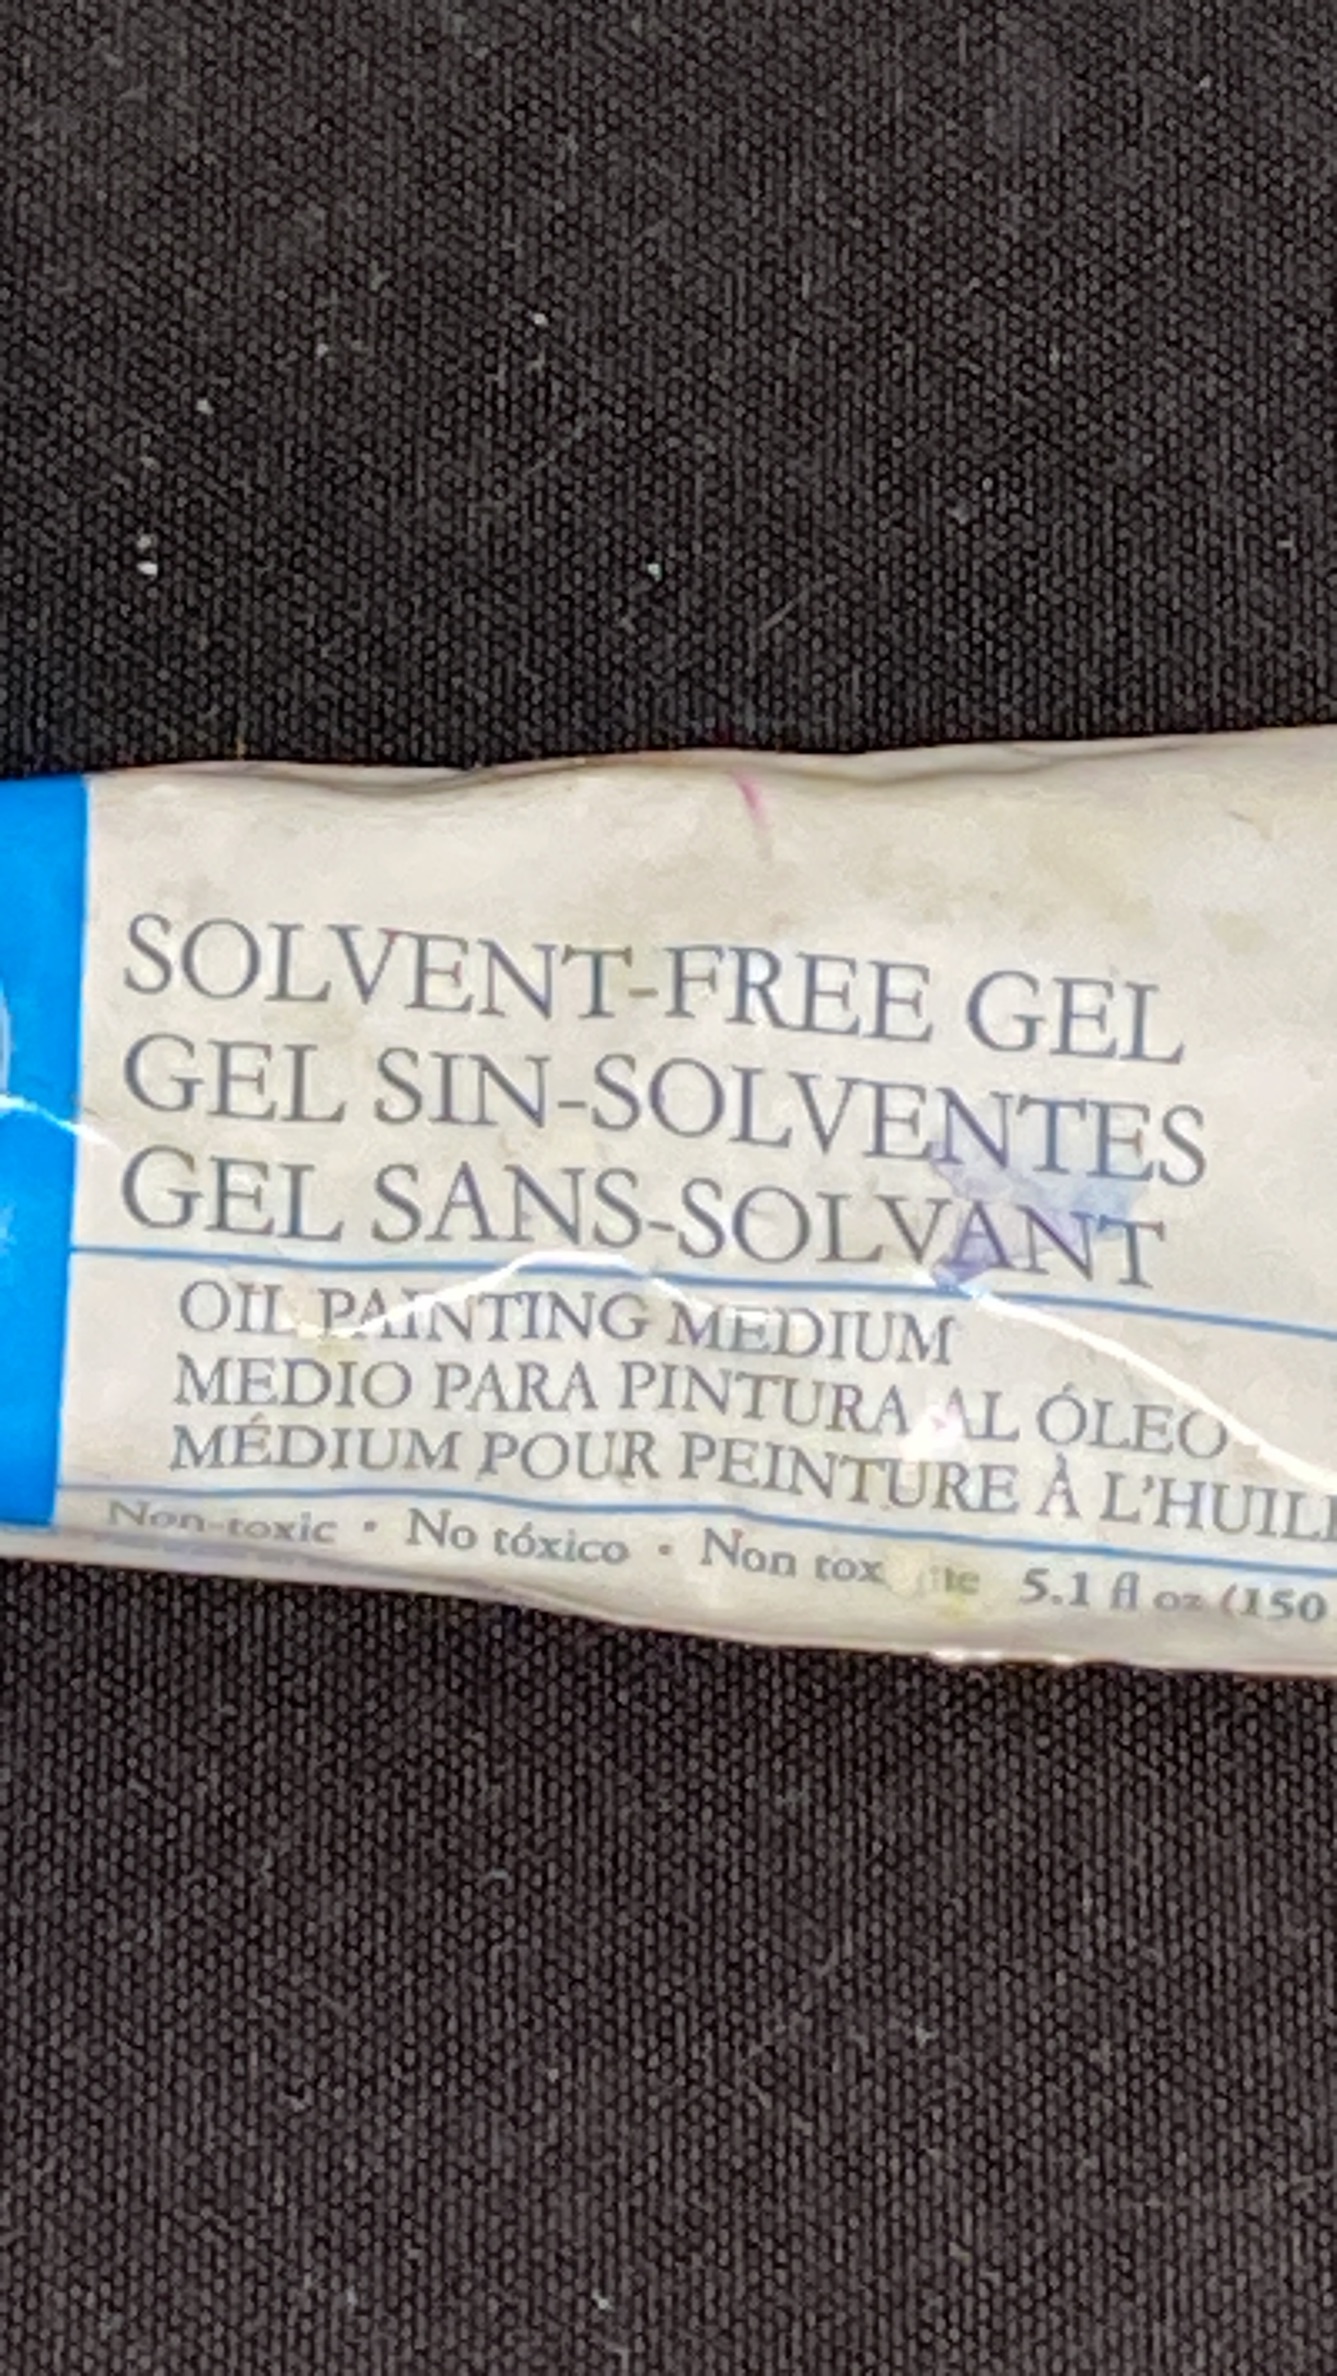 SOLVENT-FREE GEL
GEL SIN-SOLVENTES
GEL SANS-SOLVANT
OIL PAINTING MEDIUM
MEDIO PARA PINTURA AL ÓLEO
MÉDIUM POUR PEINTURE À L'HUIL
Non-toxic • No tóxico • Non tox 5.1 fl oz (150